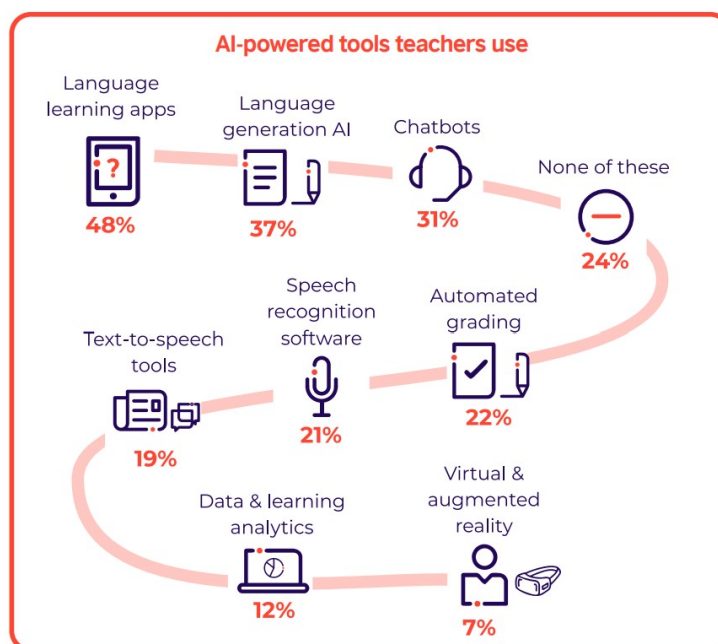 AI-powered tools teachers use
Language
learning apps
?
48%
Language
generation AI
37%
Chatbots
31%
None of these
24%
Automated
grading
22%
Speech
recognition
software
21%
Text-to-speech
tools
19%
Data & learning
analytics
12%
Virtual &
augmented
reality
7%